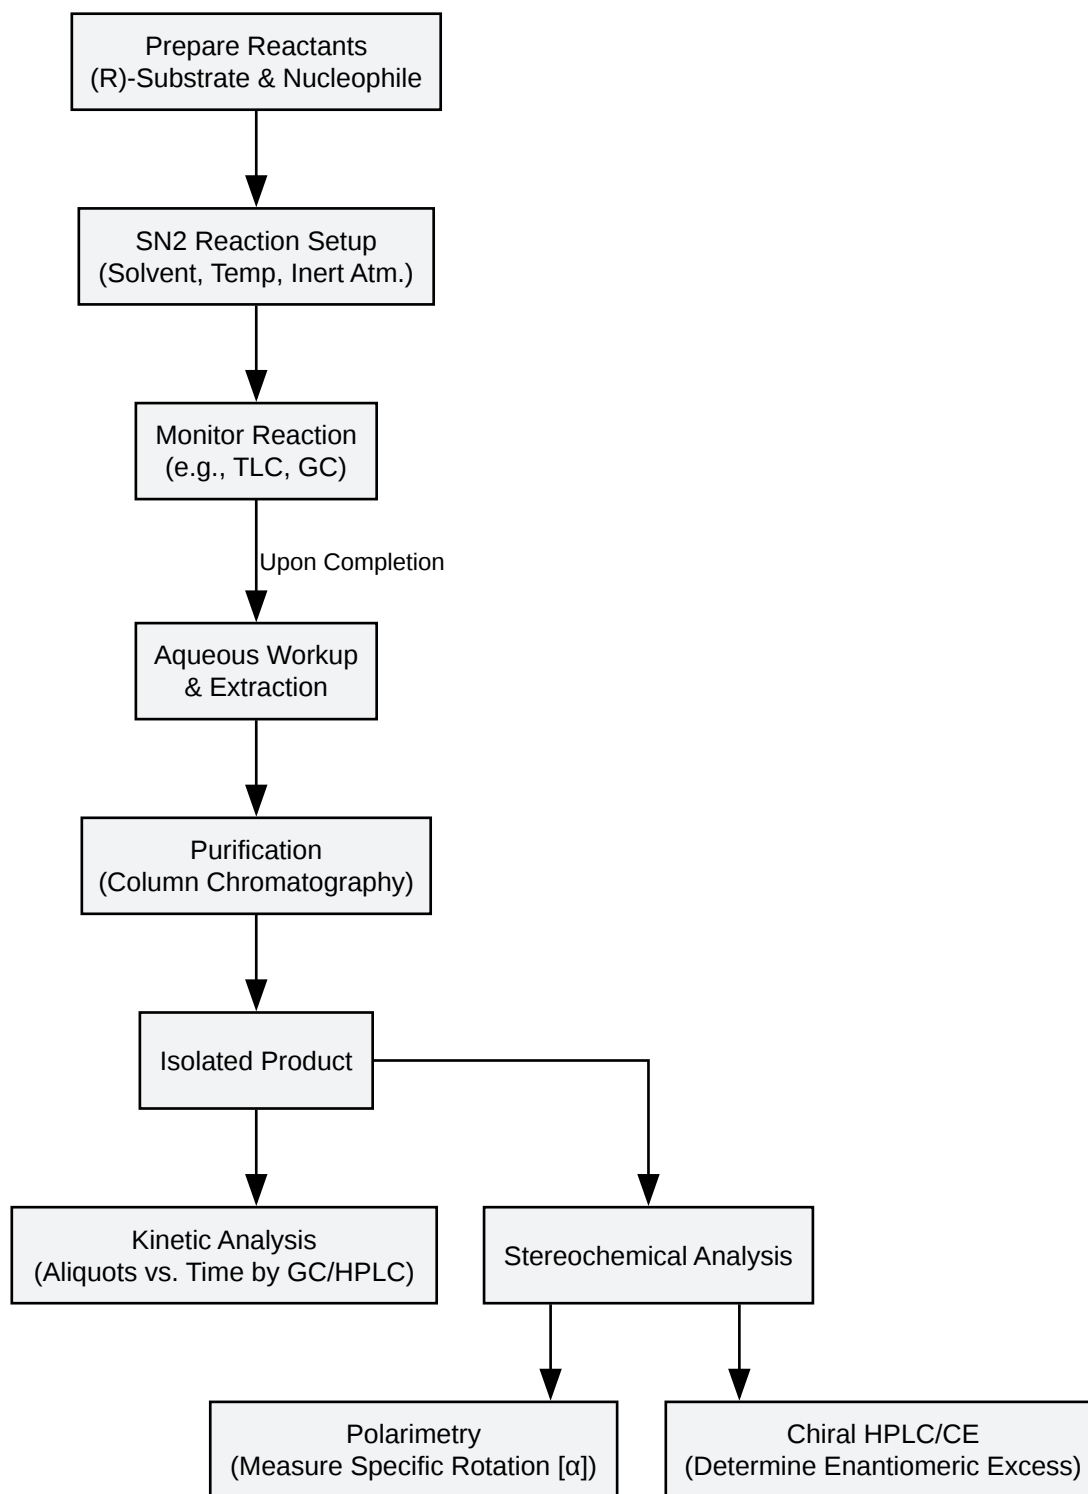 Prepare Reactants
(R)-Substrate & Nucleophile
SN2 Reaction Setup
(Solvent, Temp, Inert Atm.)
Monitor Reaction
(e.g., TLC, GC)
Upon Completion
Aqueous Workup
& Extraction
Purification
(Column Chromatography)
Isolated Product
Kinetic Analysis
(Aliquots vs. Time by GC/HPLC)
Stereochemical Analysis
Polarimetry
(Measure Specific Rotation [α])
Chiral HPLC/CE
(Determine Enantiomeric Excess)